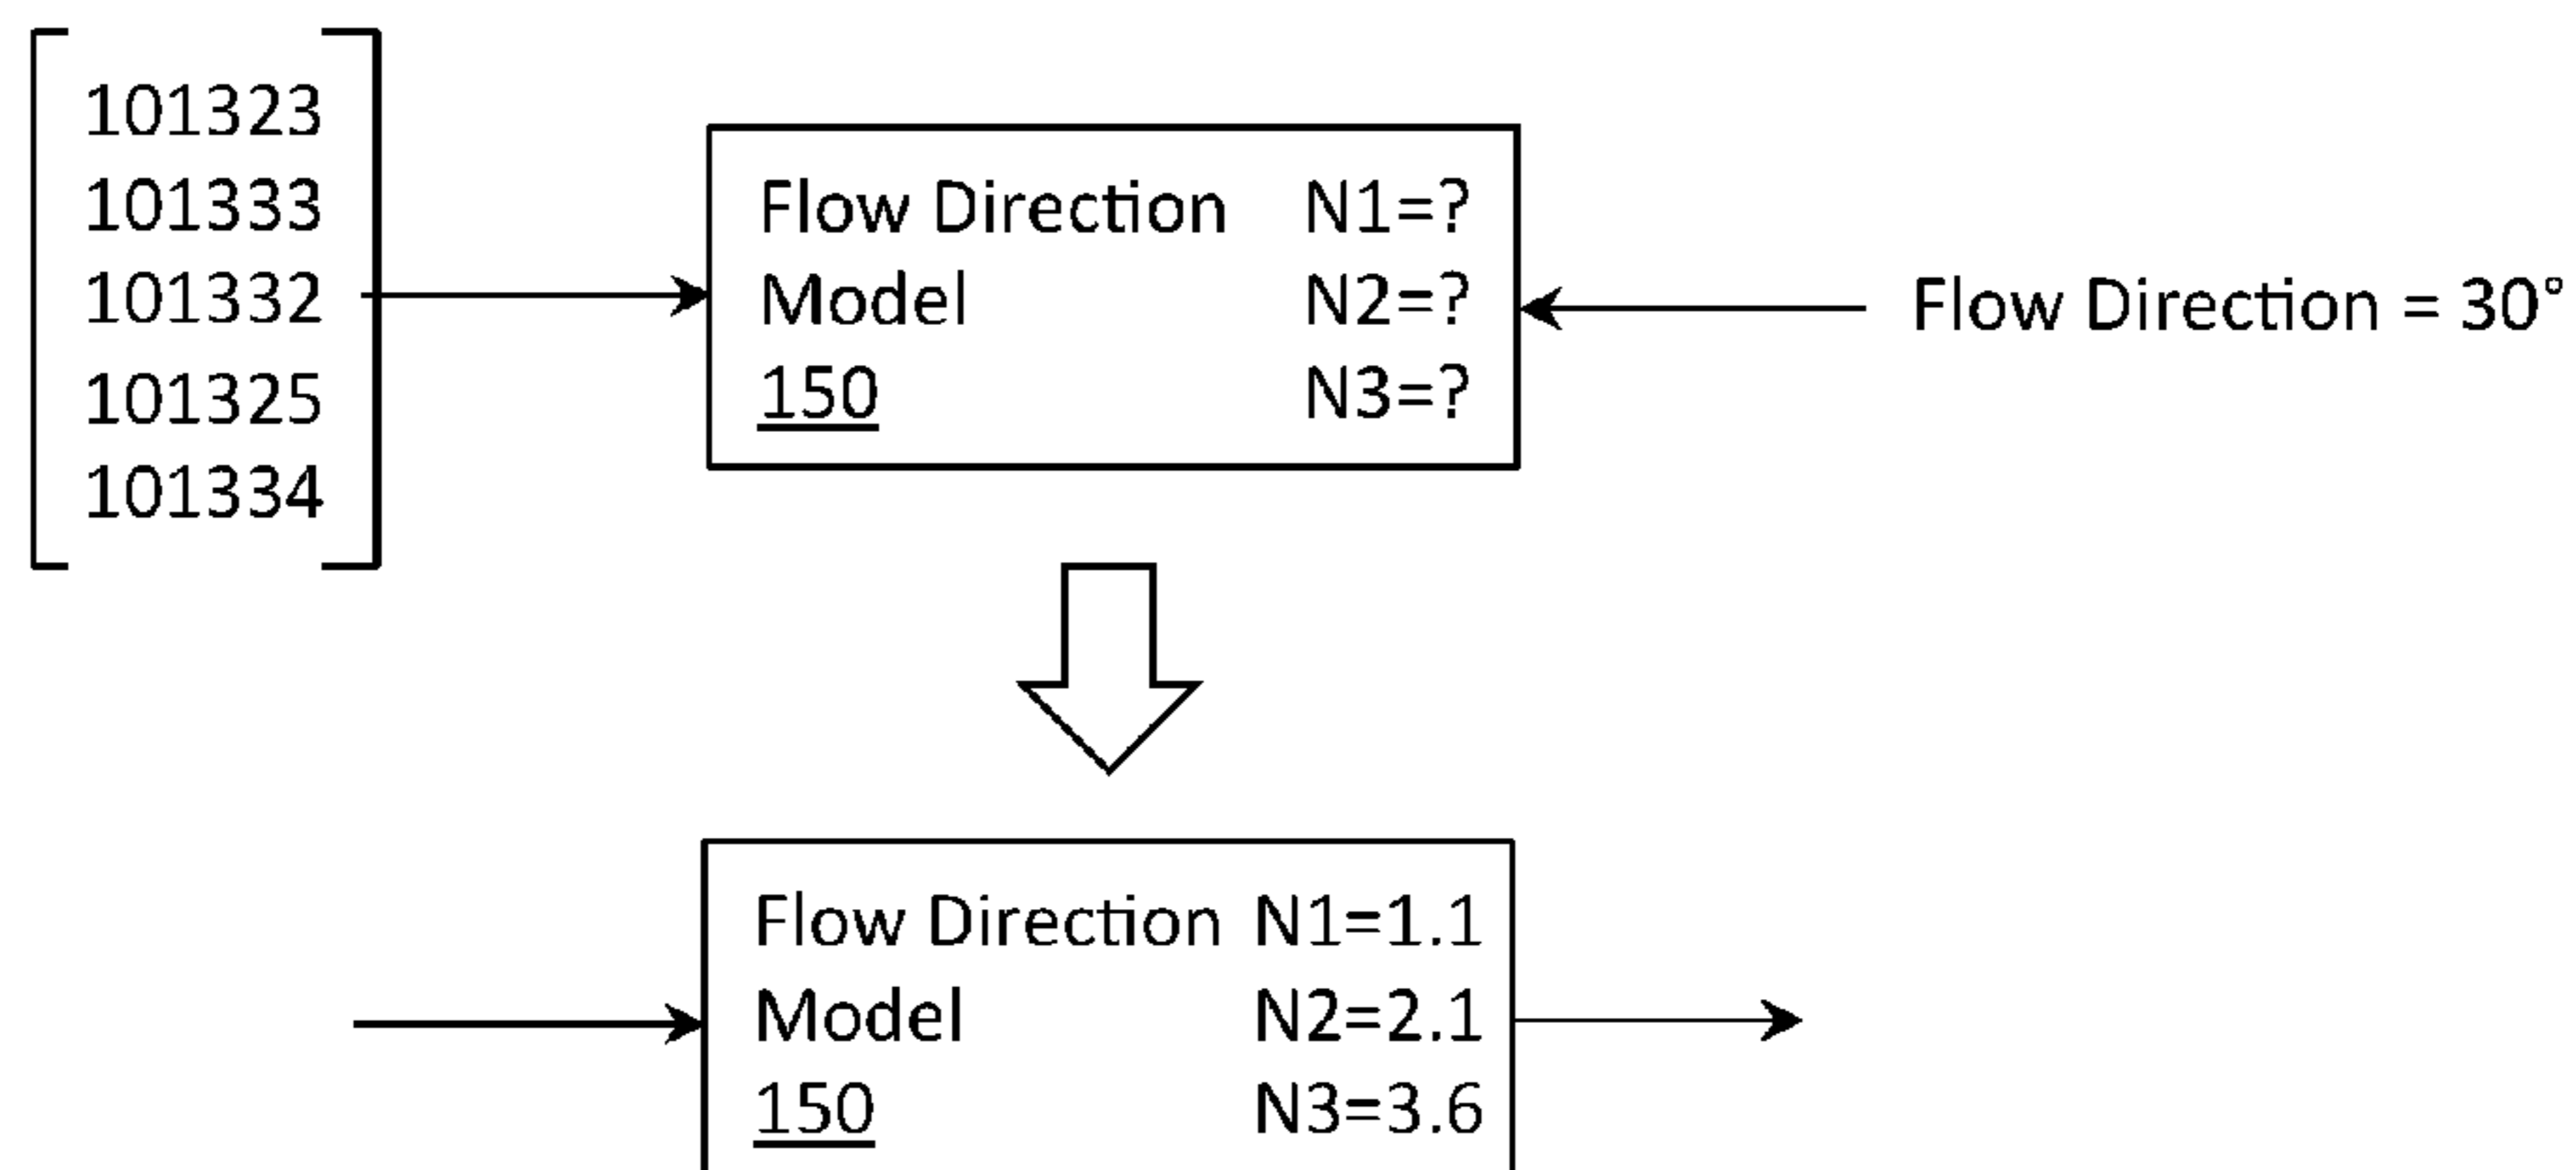 101323
101333
101332
101325
101334
Flow Direction N1=?
Model N2=?
150 N3=?
Flow Direction = 30°
Flow Direction N1=1.1
Model N2=2.1
150 N3=3.6